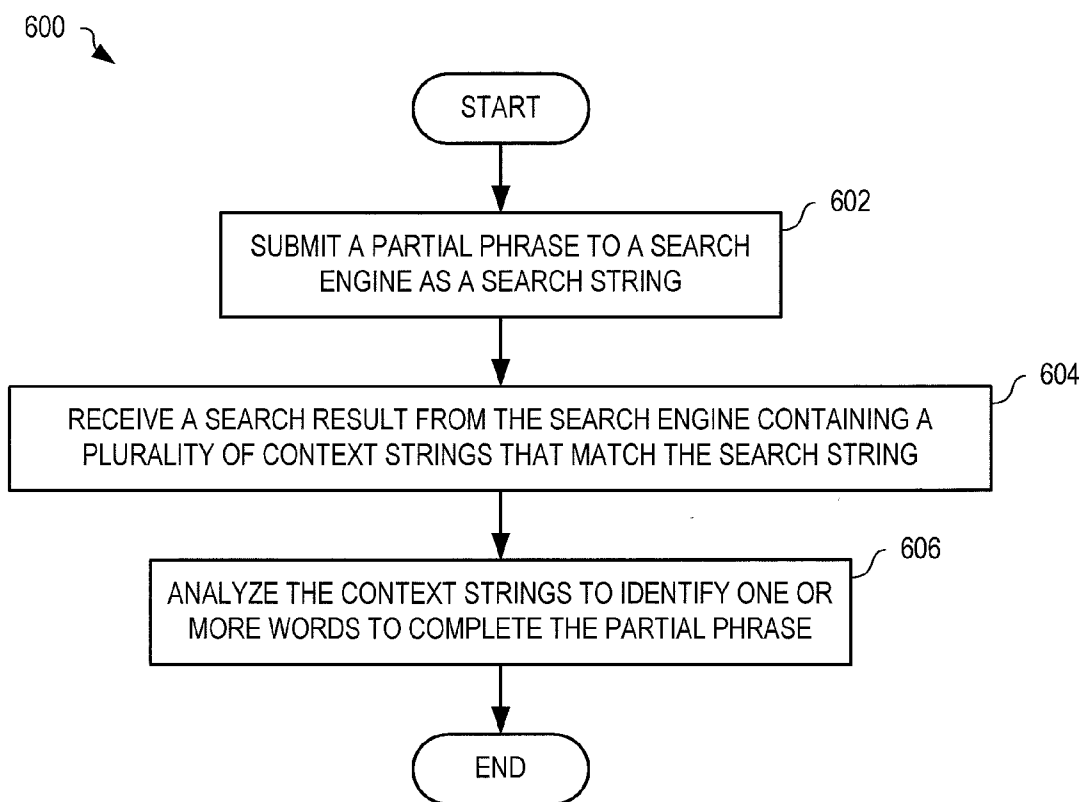 600
START
602
SUBMIT A PARTIAL PHRASE TO A SEARCH
ENGINE AS A SEARCH STRING
604
RECEIVE A SEARCH RESULT FROM THE SEARCH ENGINE CONTAINING A
PLURALITY OF CONTEXT STRINGS THAT MATCH THE SEARCH STRING
606
ANALYZE THE CONTEXT STRINGS TO IDENTIFY ONE OR
MORE WORDS TO COMPLETE THE PARTIAL PHRASE
END